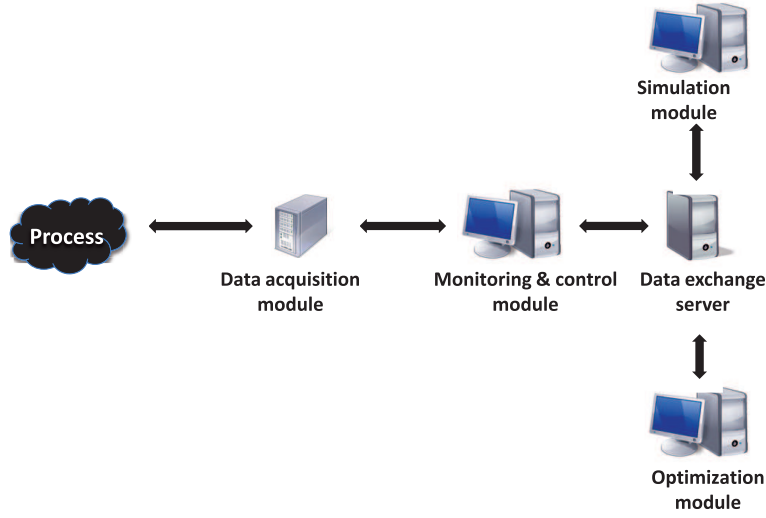 Simulation
module
Process
Data acquisition
module
Monitoring & control
module
Data exchange
server
Optimization
module